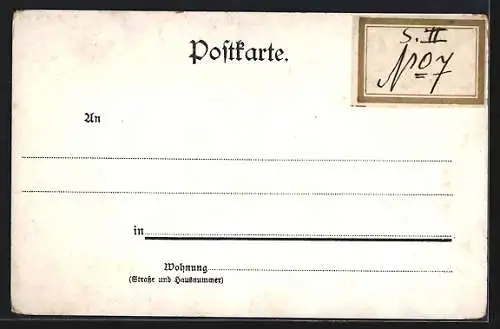 S. II
No 7
Postkarte.
An
in
Wohnung
(Straße und Hausnummer)